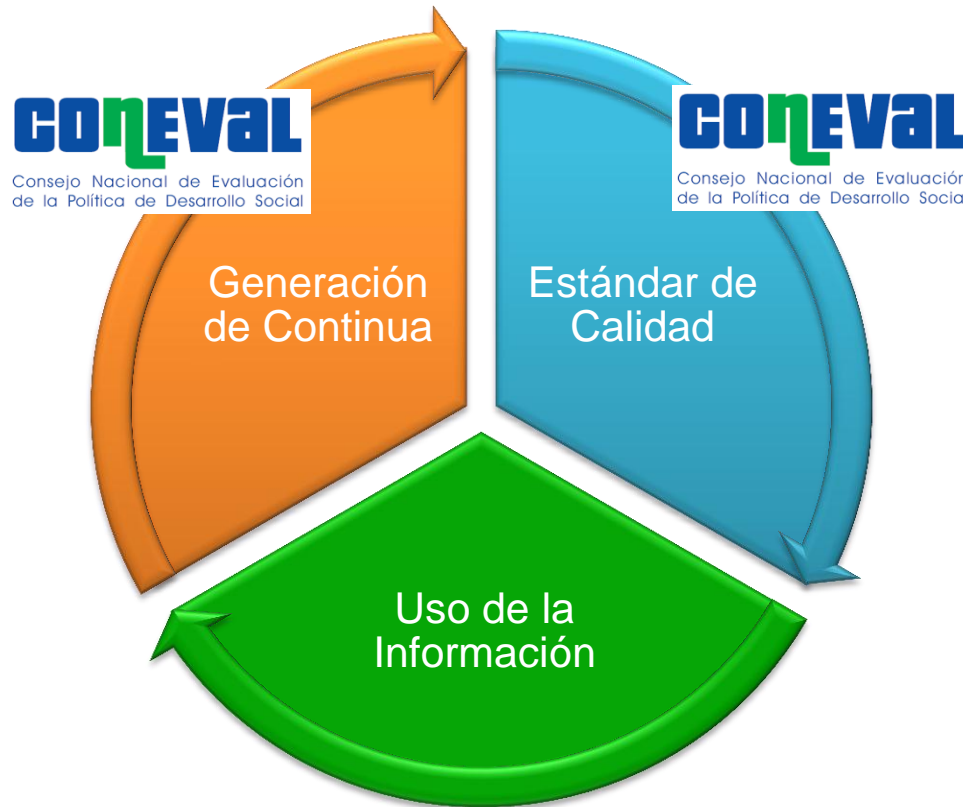 CONEVAL
Consejo Nacional de Evaluación
de la Política de Desarrollo Social
CONEVAL
Consejo Nacional de Evaluación
de la Política de Desarrollo Socia
Generación
de Continua
Estándar de
Calidad
Uso de la
Información